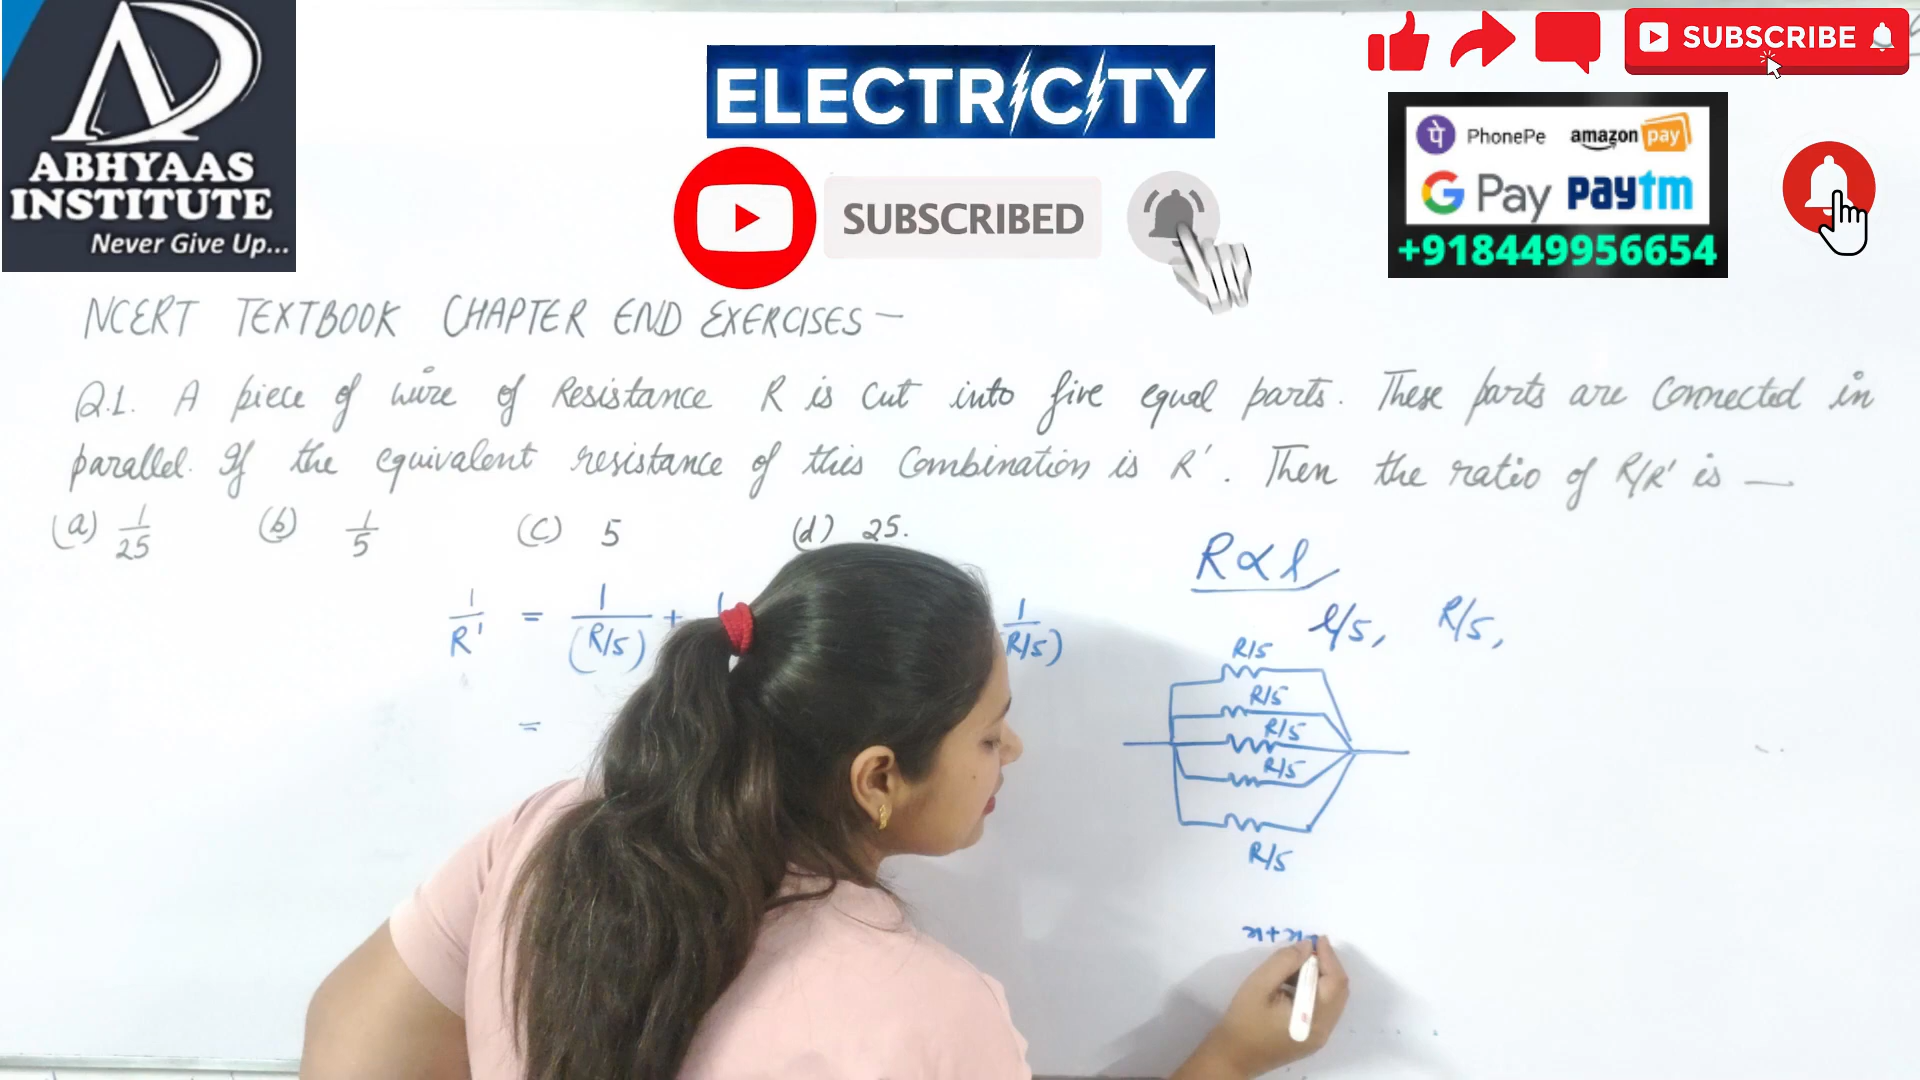 ABHYAAS
INSTITUTE
Never Give Up...
ELECTRICITY
SUBSCRIBE
SUBSCRIBED
PhonePe amazon pay
G Pay paytm
+918449956654
NCERT TEXTBOOK CHAPTER END EXERCISES —
Q.1. A piece of wire of Resistance R is cut into five equal parts. These parts are connected in
parallel. If the equivalent resistance of this Combination is R'. Then the ratio of R/R' is —
(a) 1/25 (b) 1/5 (c) 5 (d) 25.
R ∝ l
l/5, R/5,
1/R' = 1/(R/5) + 1/(R/5)
=
R/5
R/5
R/5
R/5
R/5
x+x